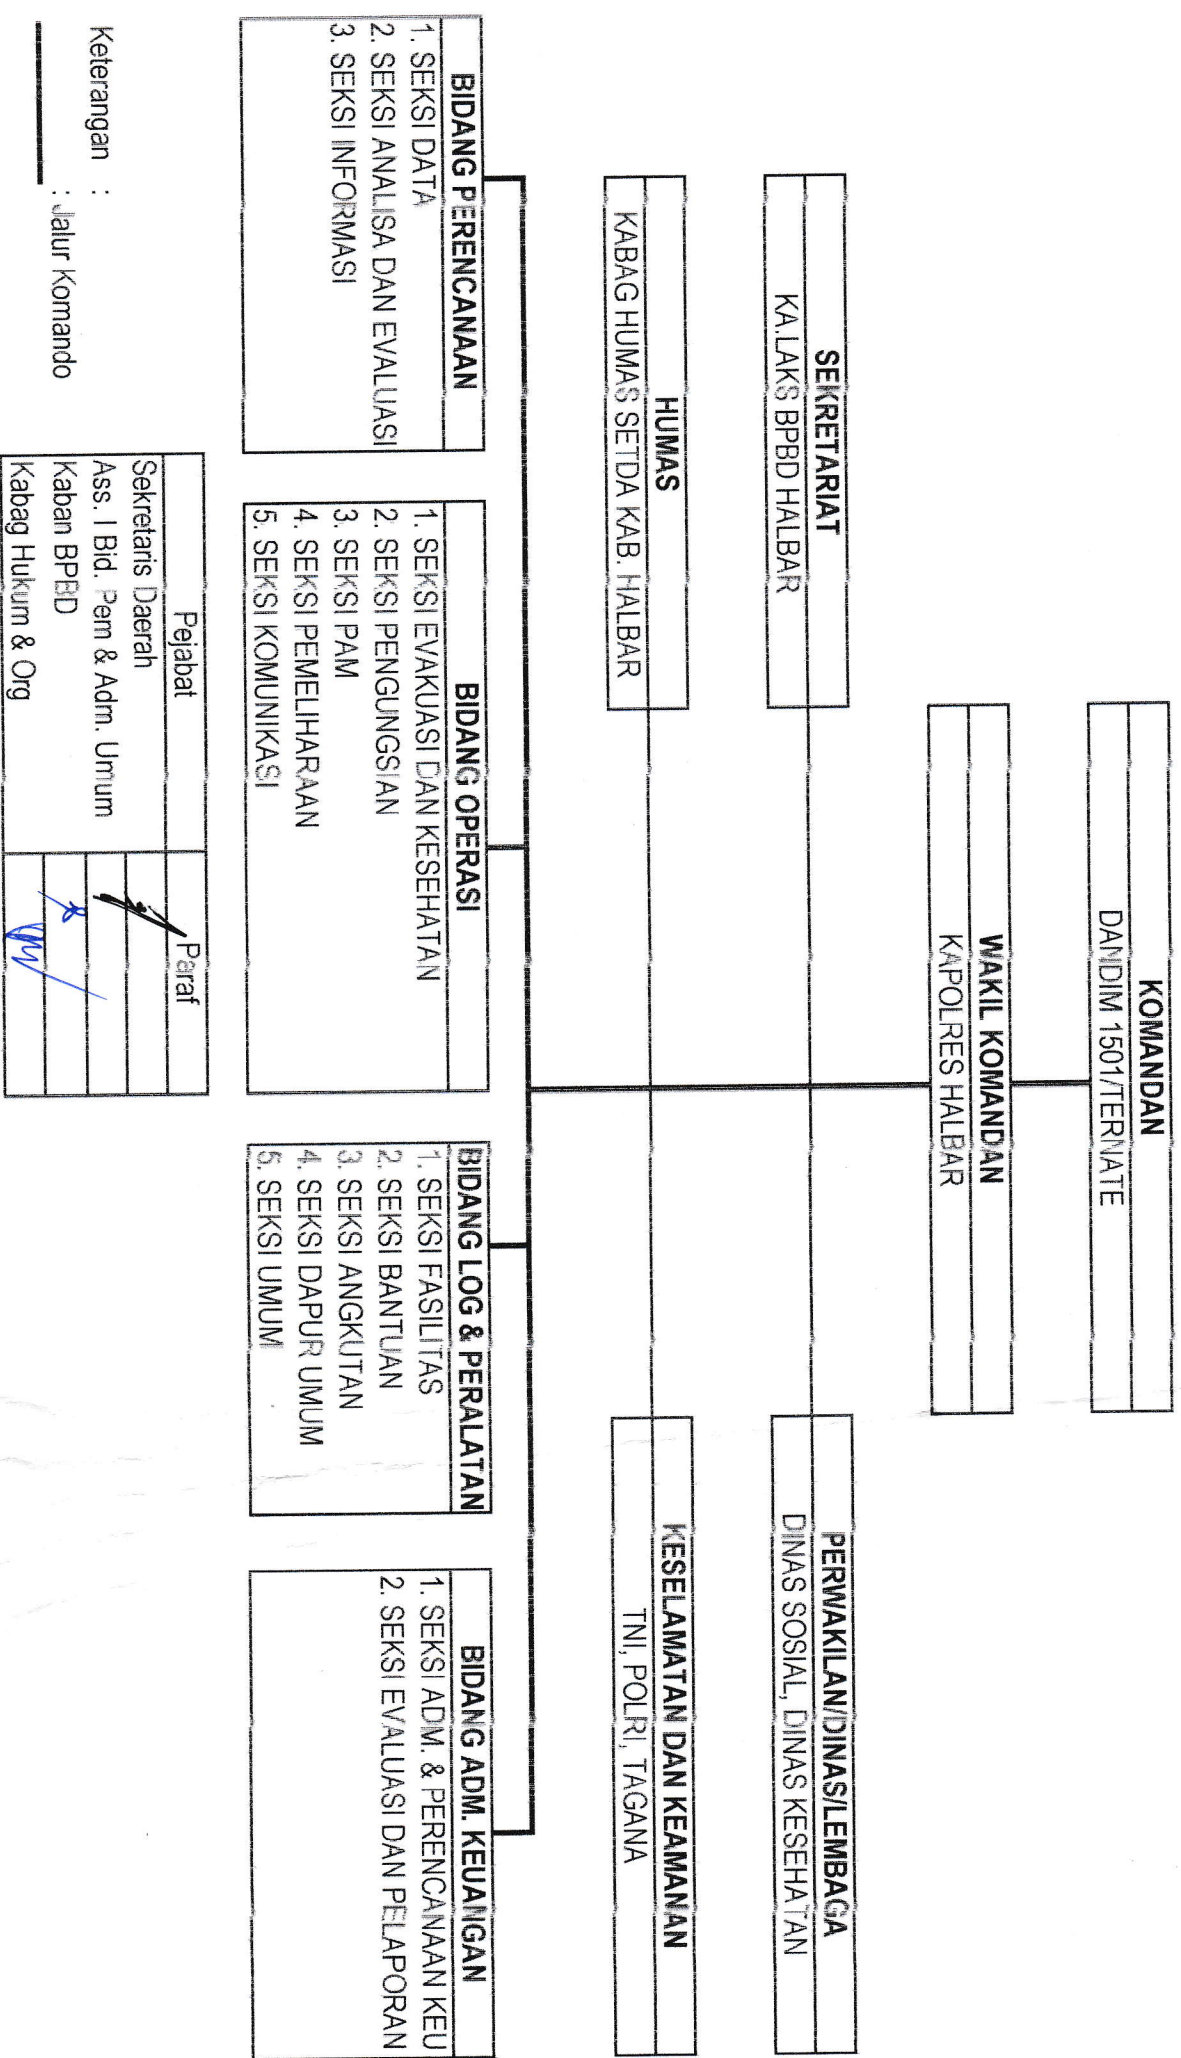 KOMANDAN
DANDIM 1501/TERNATE
WAKIL KOMANDAN
KAPOLRES HALBAR
SEKRETARIAT
KA.LAKS BPBD HALBAR
PERWAKILAN/DINAS/LEMBAGA
DINAS SOSIAL, DINAS KESEHATAN
HUMAS
KABAG HUMAS SETDA KAB. HALBAR
KESELAMATAN DAN KEAMANAN
TNI, POLRI, TAGANA
BIDANG PERENCANAAN
1. SEKSI DATA
2. SEKSI ANALISA DAN EVALUASI
3. SEKSI INFORMASI
BIDANG OPERASI
1. SEKSI EVAKUASI DAN KESEHATAN
2. SEKSI PENGUNGSIAN
3. SEKSI PAM
4. SEKSI PEMELIHARAAN
5. SEKSI KOMUNIKASI
BIDANG LOG & PERALATAN
1. SEKSI FASILITAS
2. SEKSI BANTUAN
3. SEKSI ANGKUTAN
4. SEKSI DAPUR UMUM
5. SEKSI UMUM
BIDANG ADM. KEUANGAN
1. SEKSI ADM. & PERENCANAAN KEU
2. SEKSI EVALUASI DAN PELAPORAN
Keterangan :
: Jalur Komando
Pejabat Paraf
Sekretaris Daerah
Ass. I Bid. Pem & Adm. Umum
Kaban BPBD
Kabag Hukum & Org